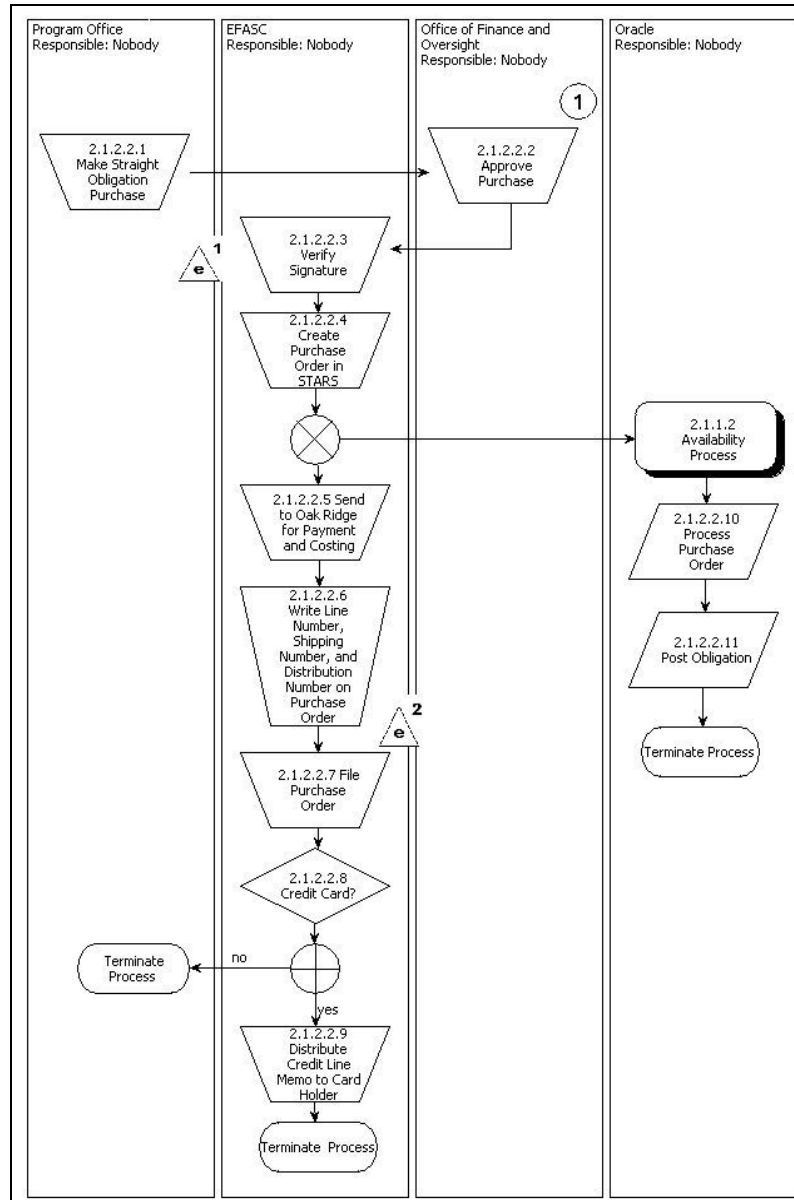 Program Office
Responsible: Nobody
EFASC
Responsible: Nobody
Office of Finance and
Oversight
Responsible: Nobody
Oracle
Responsible: Nobody
1
2.1.2.2.1
Make Straight
Obligation
Purchase
2.1.2.2.2
Approve
Purchase
1
e
2.1.2.2.3
Verify
Signature
2.1.2.2.4
Create
Purchase
Order in
STARS
2.1.1.2
Availability
Process
2.1.2.2.5 Send
to Oak Ridge
for Payment
and Costing
2.1.2.2.10
Process
Purchase
Order
2.1.2.2.6
Write Line
Number,
Shipping
Number, and
Distribution
Number on
Purchase
Order
2.1.2.2.11
Post Obligation
2
e
Terminate Process
2.1.2.2.7 File
Purchase
Order
2.1.2.2.8
Credit Card?
no
Terminate
Process
yes
2.1.2.2.9
Distribute
Credit Line
Memo to Card
Holder
Terminate Process